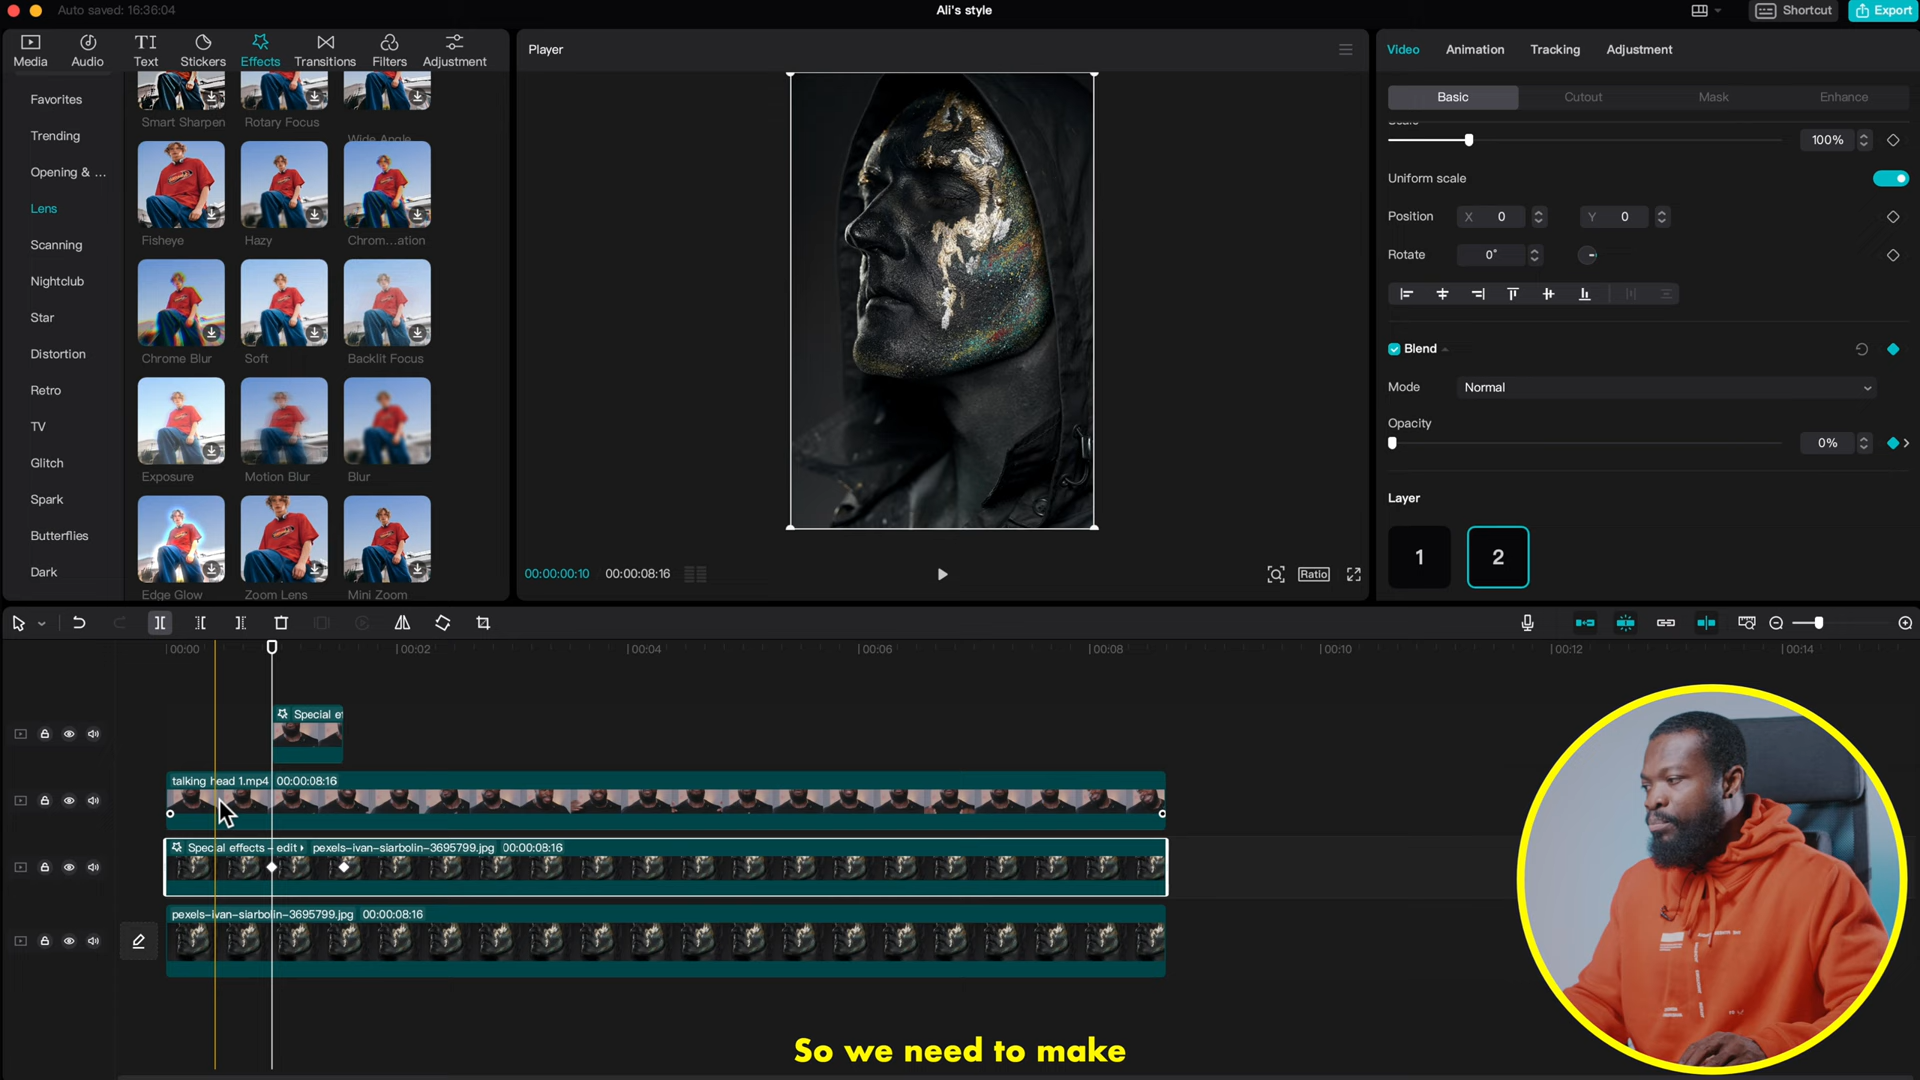 Auto saved: 16:36:04
Ali's style
Shortcut
Export
Media
Audio
TI
Text
Stickers
Effects
Transitions
Filters
Adjustment
Player
Video
Animation
Tracking
Adjustment
Favorites
Trending
Opening & ...
Lens
Scanning
Nightclub
Star
Distortion
Retro
TV
Glitch
Spark
Butterflies
Dark
Smart Sharpen
Rotary Focus
Wide Angle
Fisheye
Hazy
Chrom...ation
Chrome Blur
Soft
Backlit Focus
Exposure
Motion Blur
Blur
Edge Glow
Zoom Lens
Mini Zoom
Basic
Cutout
Mask
Enhance
Scale
100%
Uniform scale
Position
X 0
Y 0
Rotate
0°
Blend
Mode
Normal
Opacity
0%
Layer
1
2
00:00:00:10
00:00:08:16
Ratio
00:00
00:02
00:04
00:06
00:08
00:10
00:12
00:14
Special ef
talking head 1.mp4 00:00:08:16
Special effects – edit pexels-ivan-siarbolin-3695799.jpg 00:00:08:16
pexels-ivan-siarbolin-3695799.jpg 00:00:08:16
So we need to make